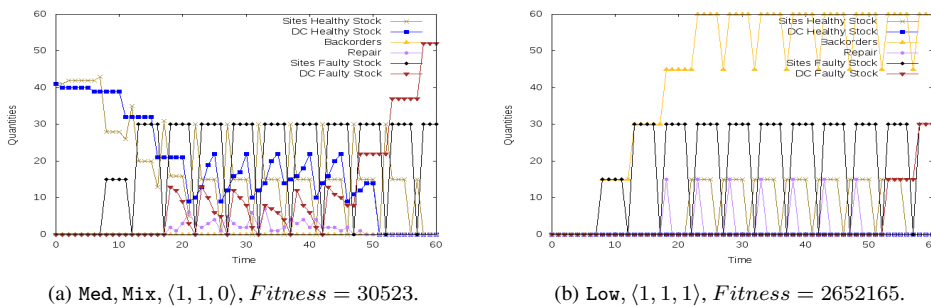 60
50
40
30
20
10
0
Quantities
0 10 20 30 40 50 60
Time
Sites Healthy Stock
DC Healthy Stock
Backorders
Repair
Sites Faulty Stock
DC Faulty Stock
(a) Med, Mix, ⟨1, 1, 0⟩, Fitness = 30523.
60
50
40
30
20
10
0
Quantities
0 10 20 30 40 50 60
Time
Sites Healthy Stock
DC Healthy Stock
Backorders
Repair
Sites Faulty Stock
DC Faulty Stock
(b) Low, ⟨1, 1, 1⟩, Fitness = 2652165.